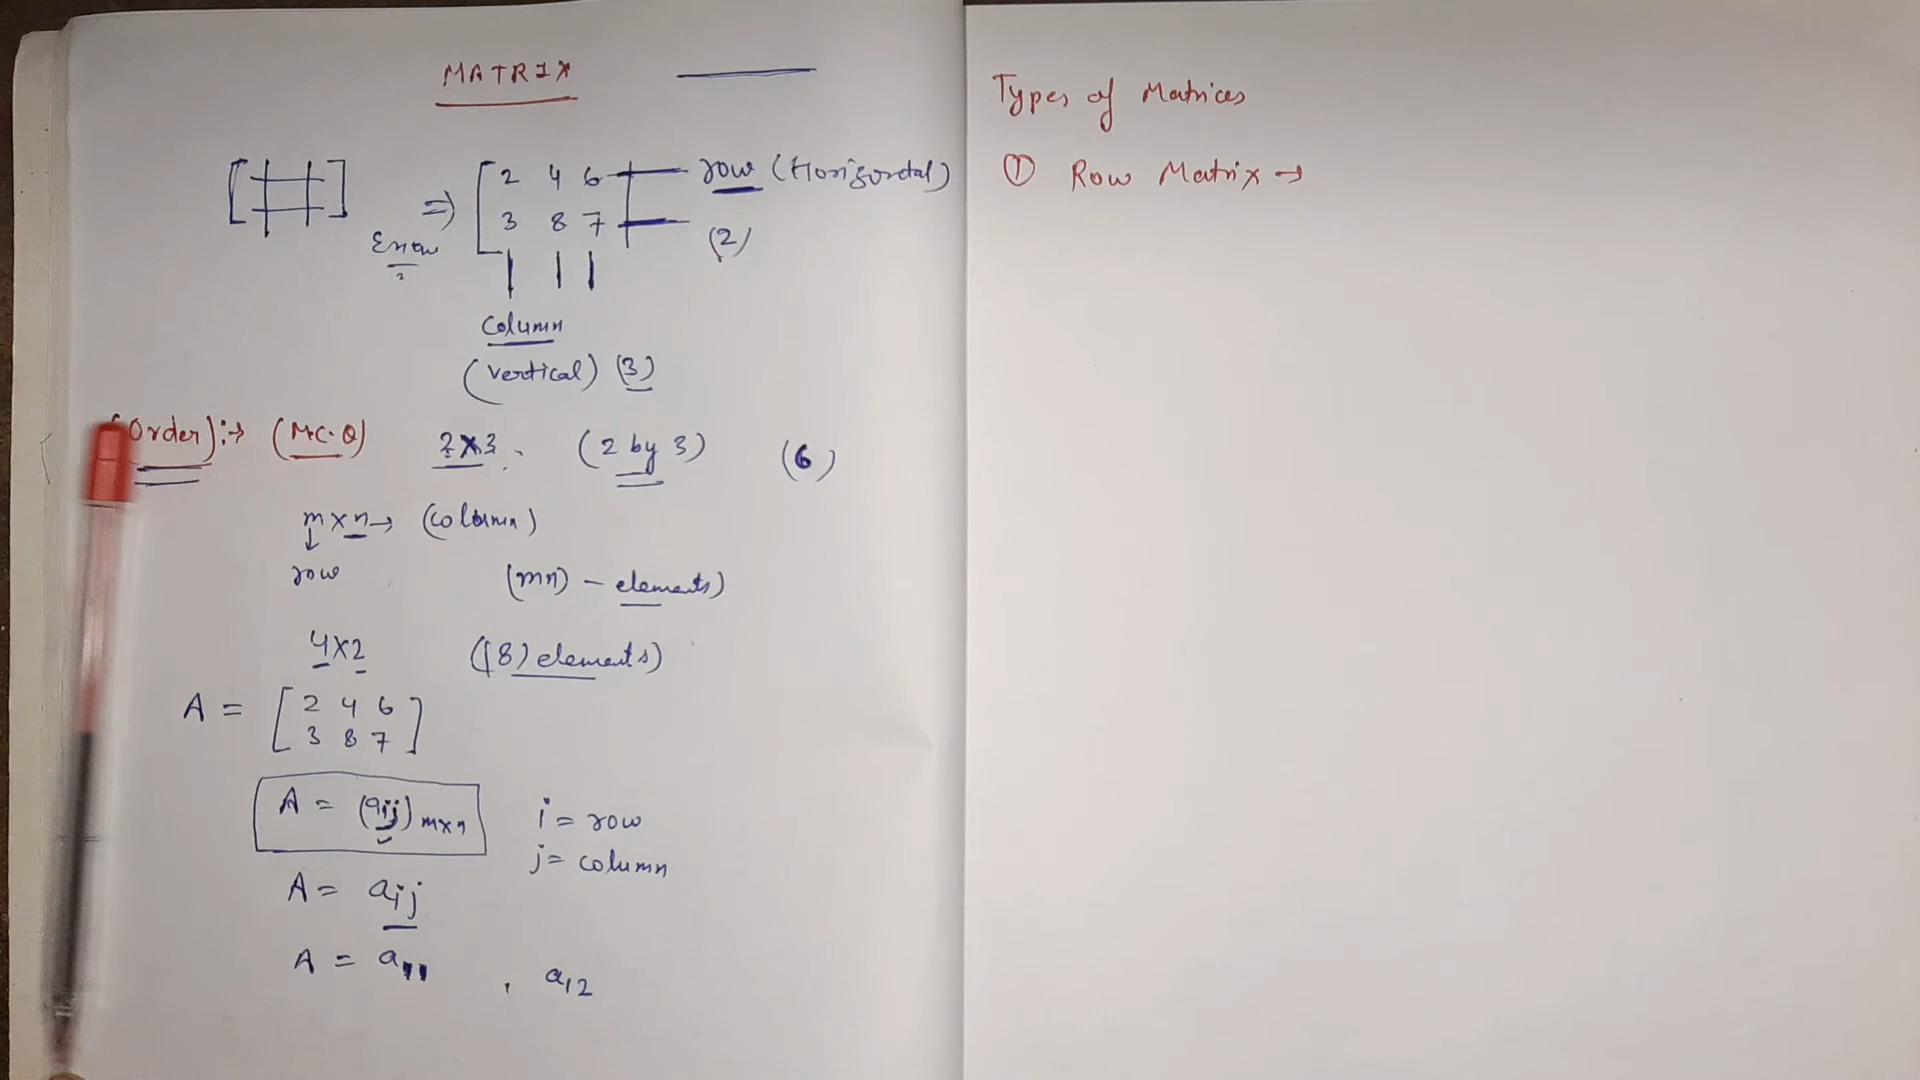 MATRIX
[2 4 6 row (Horizontal)
=> 3 8 7 (2)
Column
(vertical) (3)
(Order):→ (M.C.Q) 2×3. (2 by 3) (6)
m×n→ (column)
↓
row (mn) – elements)
4×2 ((8) elements)
A = [2 4 6
3 8 7]
A = (aij) m×n i = row
j = column
A = aij
A = a11 , a12
Types of Matrices
① Row Matrix →